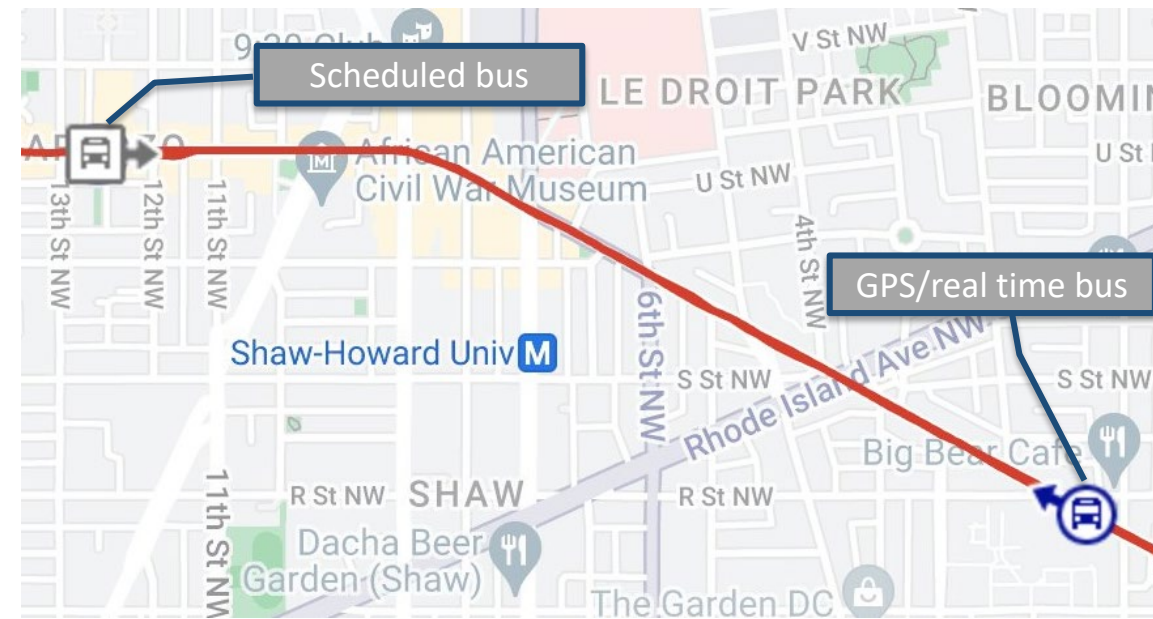 9:30 Club
Scheduled bus
V St NW
LE DROIT PARK
BLOOMIN
African American
Civil War Museum
U St NW
U St
13th St NW
12th St NW
11th St NW
4th St NW
GPS/real time bus
6th St NW
Shaw-Howard Univ M
S St NW
Rhode Island Ave NW
S St NW
Big Bear Cafe
11th St NW
R St NW
SHAW
R St NW
Dacha Beer
Garden (Shaw)
The Garden DC